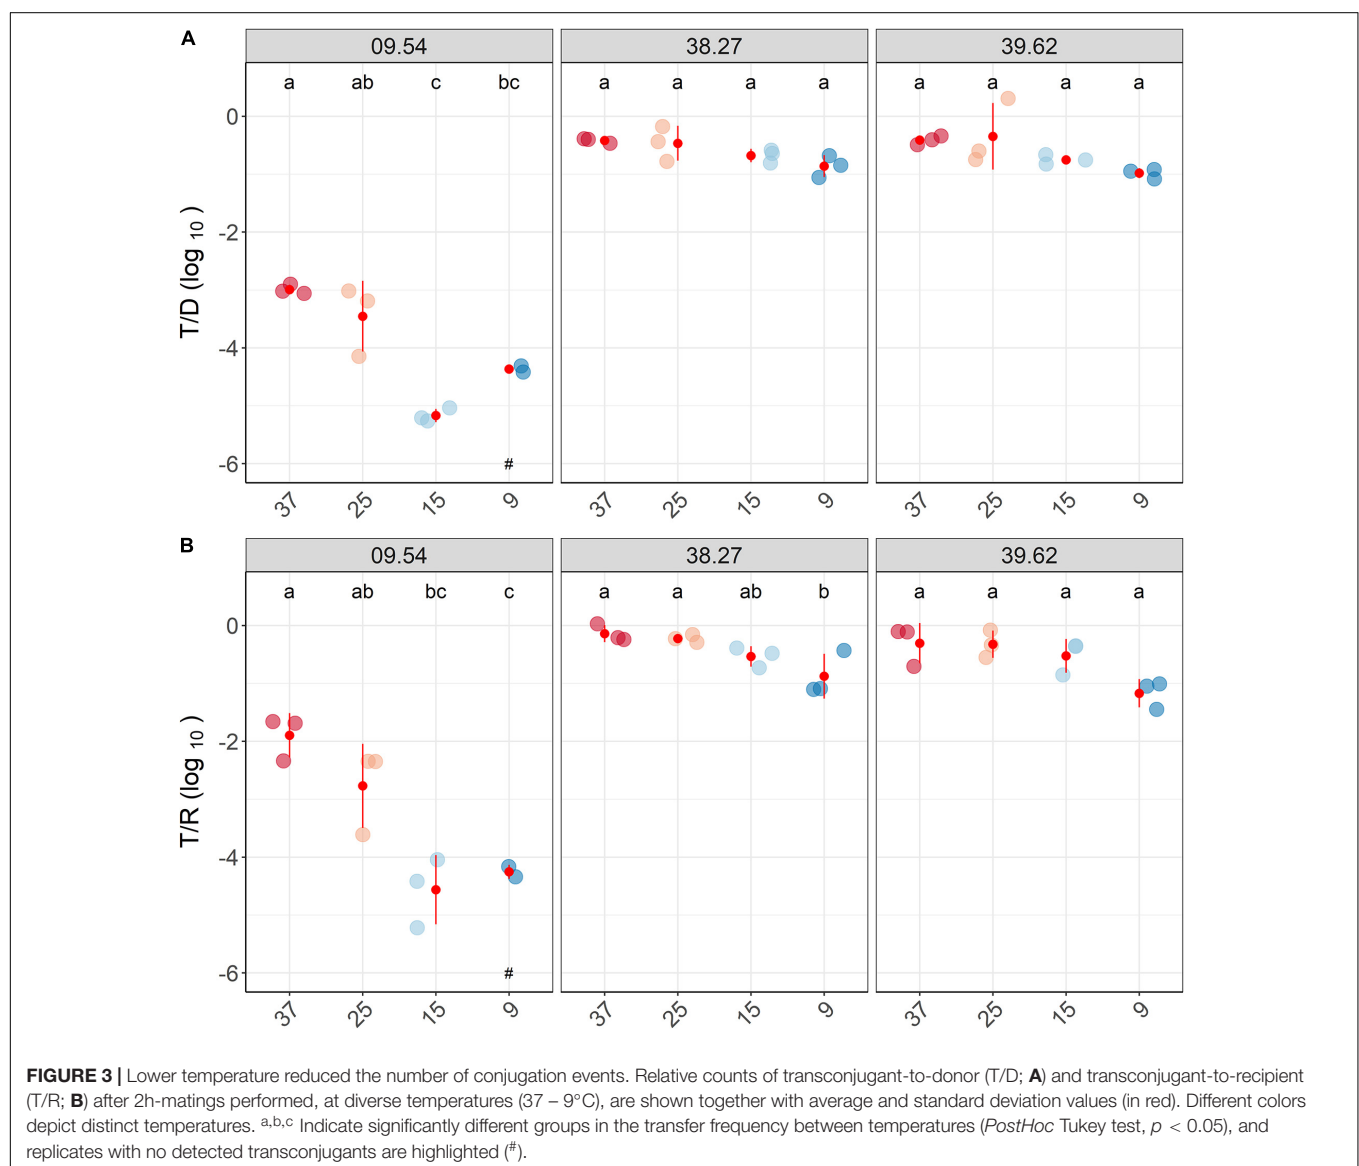 A
09.54 38.27 39.62
a ab c bc a a a a a a a a
0
-2
-4
-6
T/D (log 10 )
#
37 25 15 9 37 25 15 9 37 25 15 9
B
09.54 38.27 39.62
a ab bc c a a ab b a a a a
0
-2
-4
-6
T/R (log 10 )
#
37 25 15 9 37 25 15 9 37 25 15 9
FIGURE 3 | Lower temperature reduced the number of conjugation events. Relative counts of transconjugant-to-donor (T/D; A) and transconjugant-to-recipient
(T/R; B) after 2h-matings performed, at diverse temperatures (37 – 9°C), are shown together with average and standard deviation values (in red). Different colors
depict distinct temperatures. a,b,c Indicate significantly different groups in the transfer frequency between temperatures (PostHoc Tukey test, p < 0.05), and
replicates with no detected transconjugants are highlighted (#).